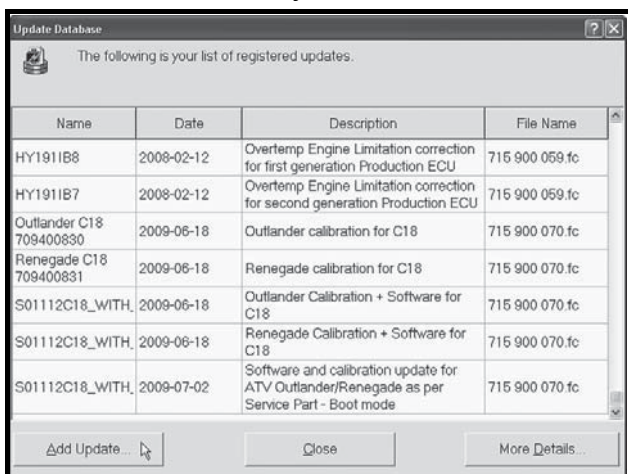 Update Database
The following is your list of registered updates.
Name Date Description File Name
HY191IB8 2008-02-12 Overtemp Engine Limitation correction for first generation Production ECU 715 900 059.fc
HY191IB7 2008-02-12 Overtemp Engine Limitation correction for second generation Production ECU 715 900 059.fc
Outlander C18 709400830 2009-06-18 Outlander calibration for C18 715 900 070.fc
Renegade C18 709400831 2009-06-18 Renegade calibration for C18 715 900 070.fc
S01112C18_WITH_ 2009-06-18 Outlander Calibration + Software for C18 715 900 070.fc
S01112C18_WITH_ 2009-06-18 Renegade Calibration + Software for C18 715 900 070.fc
S01112C18_WITH_ 2009-07-02 Software and calibration update for ATV Outlander/Renegade as per Service Part - Boot mode 715 900 070.fc
Add Update... Close More Details...